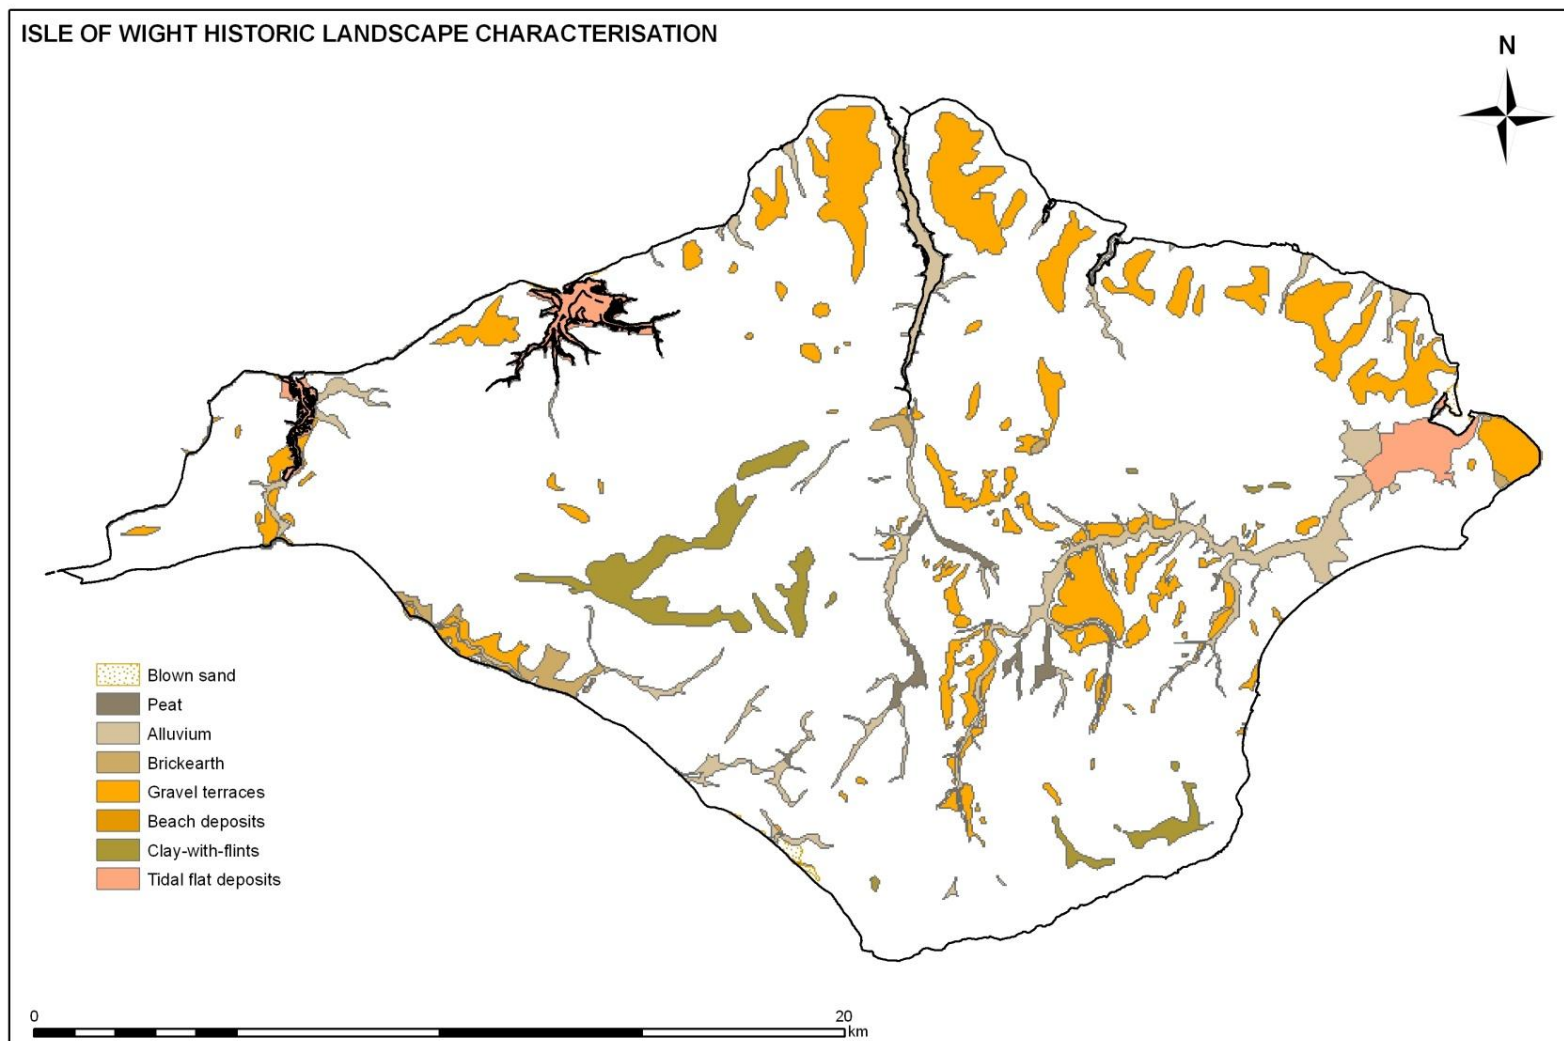 ISLE OF WIGHT HISTORIC LANDSCAPE CHARACTERISATION
N
Blown sand
Peat
Alluvium
Brickearth
Gravel terraces
Beach deposits
Clay-with-flints
Tidal flat deposits
0 20
km